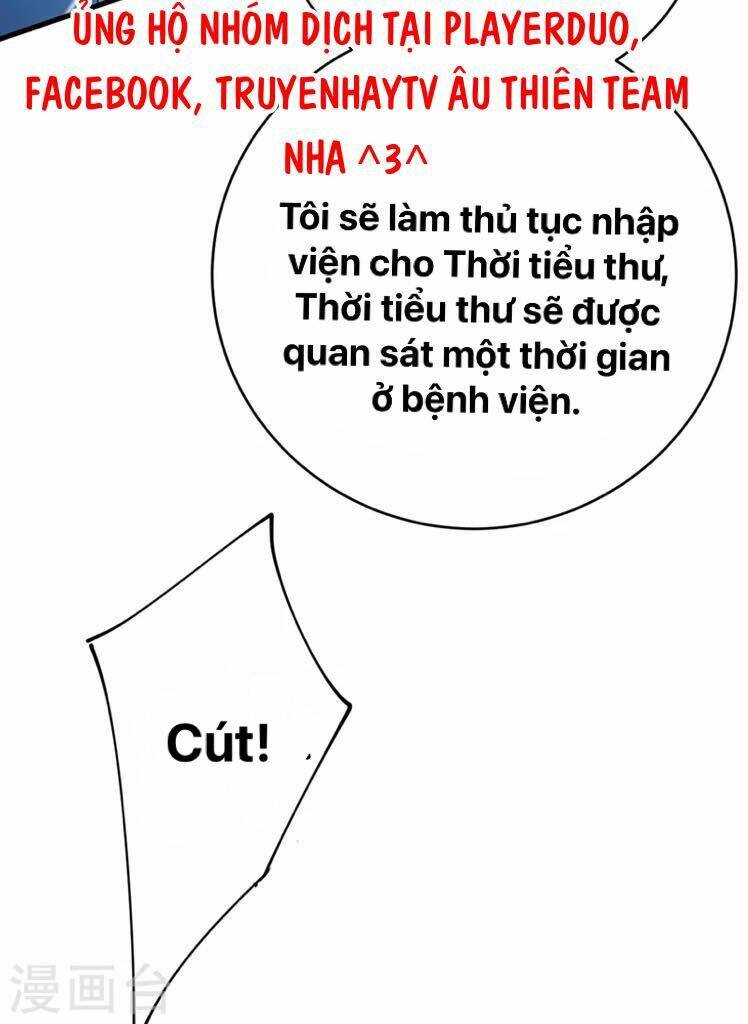 ỦNG HỘ NHÓM DỊCH TẠI PLAYERDUO,
FACEBOOK, TRUYENHAYTV ÂU THIÊN TEAM
NHA ^3^
Tôi sẽ làm thủ tục nhập
viện cho Thời tiểu thư,
Thời tiểu thư sẽ được
quan sát một thời gian
ở bệnh viện.
Cút!
漫画台